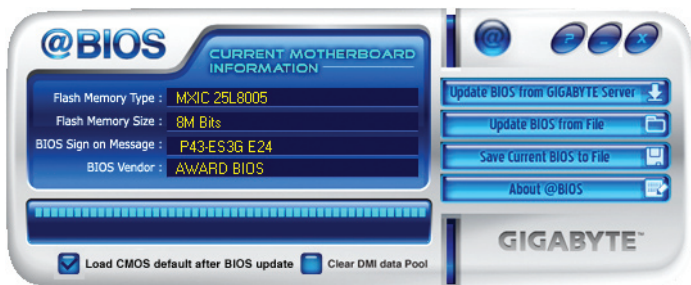 @BIOS
CURRENT MOTHERBOARD
INFORMATION
Flash Memory Type : MXIC 25L8005
Flash Memory Size : 8M Bits
BIOS Sign on Message : P43-ES3G E24
BIOS Vendor : AWARD BIOS
Load CMOS default after BIOS update
Clear DMI data Pool
@
? _ X
Update BIOS from GIGABYTE Server
Update BIOS from File
Save Current BIOS to File
About @BIOS
GIGABYTE™